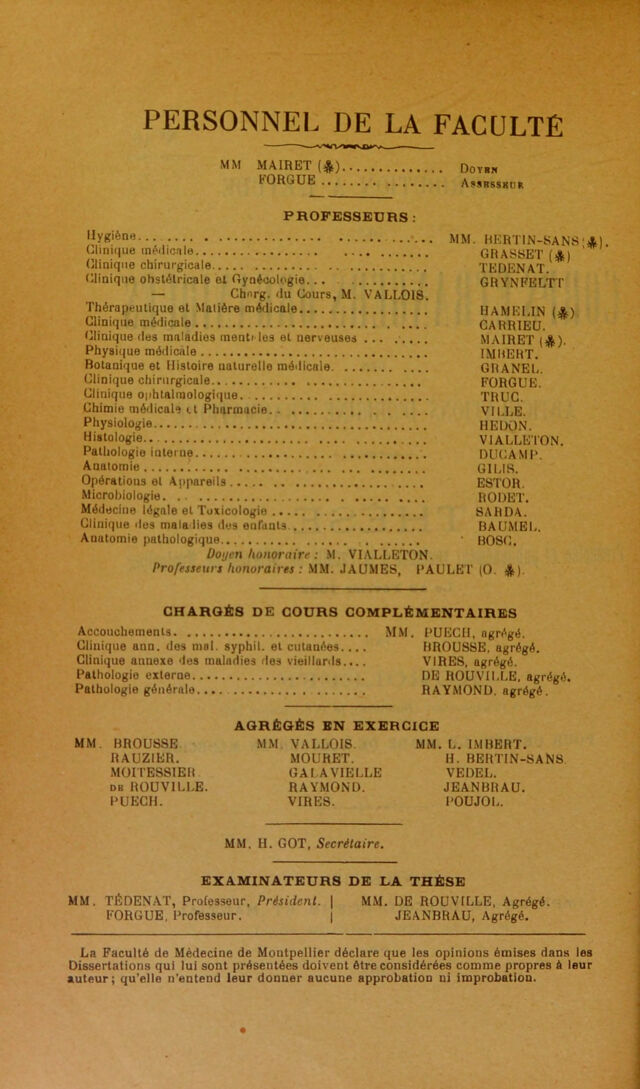 PERSONNEL DE LA FACULTÉ
MM MAIRET (✻).............. DOYEN
FORGUE ................. ASSESSEUR
PROFESSEURS :
Hygiène................ MM. BERTIN-SANS (✻).
Clinique médicale................ GRASSET (✻)
Clinique chirurgicale................ TEDENAT.
Clinique obstétricale et Gynécologie................ GRYNFELTT
— Charg. du Cours, M. VALLOIS.
Thérapeutique et Matière médicale................ HAMELIN (✻)
Clinique médicale................ CARRIEU.
Clinique des maladies mentales et nerveuses ......... MAIRET (✻).
Physique médicale................ IMBERT.
Botanique et Histoire naturelle médicale................ GRANEL.
Clinique chirurgicale................ FORGUE.
Clinique ophtalmologique................ TRUC.
Chimie médicale et Pharmacie................ VILLE.
Physiologie................ HEDON.
Histologie................ VIALLETON.
Pathologie interne................ DUCAMP.
Anatomie................ GILIS.
Opérations et Appareils................ ESTOR.
Microbiologie................ RODET.
Médecine légale et Toxicologie................ SARDA.
Clinique des maladies des enfants................ BAUMEL.
Anatomie pathologique................ BOSC.
Doyen honoraire : M. VIALLETON.
Professeurs honoraires : MM. JAUMES, PAULET (O. ✻).
CHARGÉS DE COURS COMPLÉMENTAIRES
Accouchements................ MM. PUECH, agrégé.
Clinique ann. des mal. syphil. et cutanées.... BROUSSE, agrégé.
Clinique annexe des maladies des vieillards.... VIRES, agrégé.
Pathologie externe................ DE ROUVILLE, agrégé.
Pathologie générale................ RAYMOND. agrégé.
AGRÉGÉS EN EXERCICE
MM. BROUSSE MM. VALLOIS. MM. L. IMBERT.
RAUZIER. MOURET. H. BERTIN-SANS
MOITESSIER GALAVIELLE VEDEL.
DE ROUVILLE. RAYMOND. JEANBRAU.
PUECH. VIRES. POUJOL.
MM. H. GOT, Secrétaire.
EXAMINATEURS DE LA THÈSE
MM. TÉDENAT, Professeur, Président. | MM. DE ROUVILLE, Agrégé.
FORGUE, Professeur. | JEANBRAU, Agrégé.
La Faculté de Médecine de Montpellier déclare que les opinions émises dans les
Dissertations qui lui sont présentées doivent être considérées comme propres à leur
auteur ; qu'elle n'entend leur donner aucune approbation ni improbation.